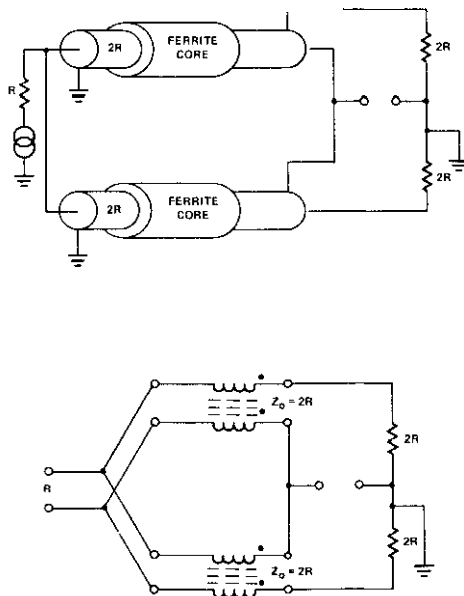 2R
FERRITE
CORE
2R
R
2R
FERRITE
CORE
2R
Z₀ = 2R
2R
R
Z₀ = 2R
2R